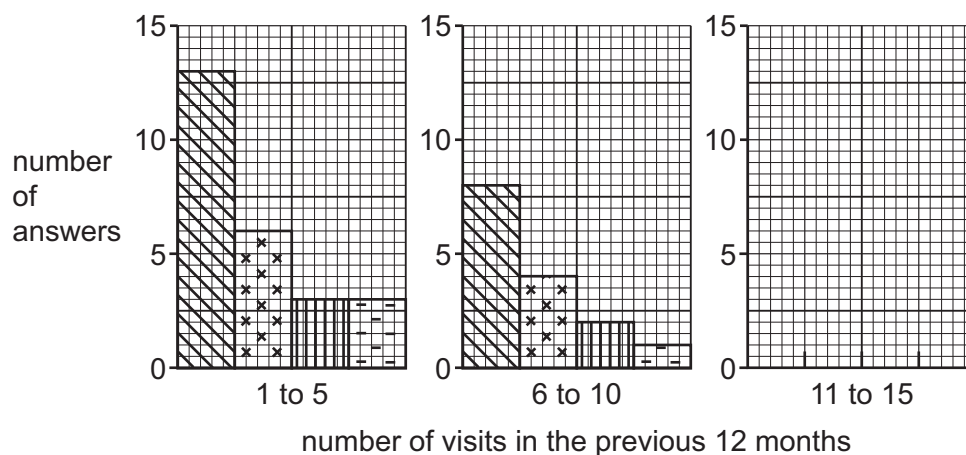 15 15 15
10 10 10
number
of
answers
5 5 5
0 0 0
1 to 5 6 to 10 11 to 15
number of visits in the previous 12 months